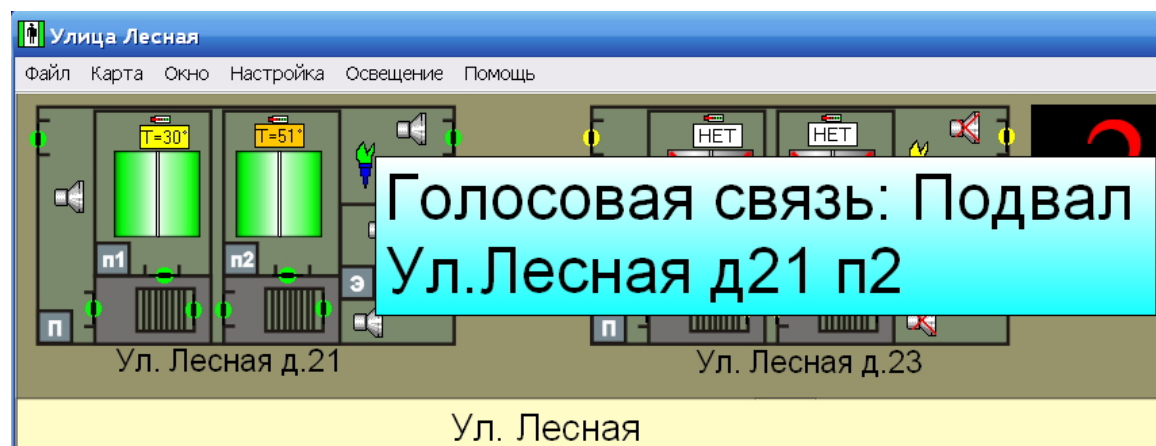 Улица Лесная
Файл Карта Окно Настройка Освещение Помощь
T=30° T=51° НЕТ НЕТ
Голосовая связь: Подвал
Ул.Лесная д21 п2
п1 п2 Э
П П
Ул. Лесная д.21 Ул. Лесная д.23
Ул. Лесная